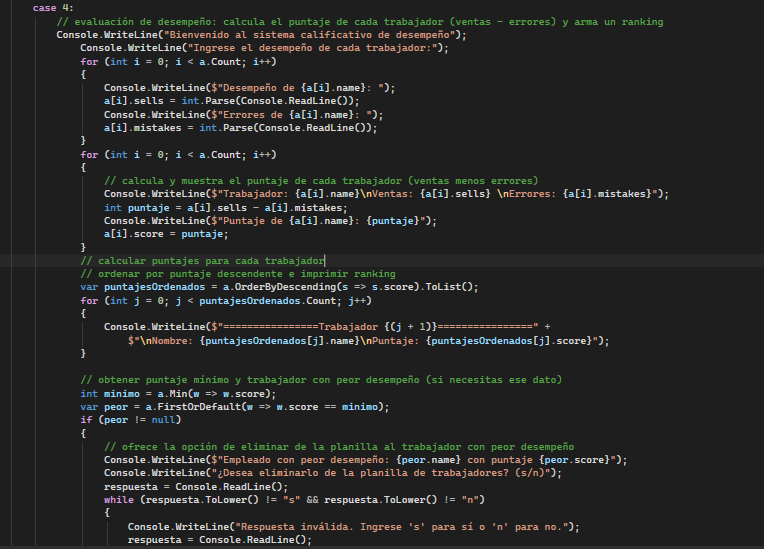 case 4:
// evaluación de desempeño: calcula el puntaje de cada trabajador (ventas - errores) y arma un ranking
Console.WriteLine("Bienvenido al sistema calificativo de desempeño");
Console.WriteLine("Ingrese el desempeño de cada trabajador:");
for (int i = 0; i < a.Count; i++)
{
Console.WriteLine($"Desempeño de {a[i].name}: ");
a[i].sells = int.Parse(Console.ReadLine());
Console.WriteLine($"Errores de {a[i].name}: ");
a[i].mistakes = int.Parse(Console.ReadLine());
}
for (int i = 0; i < a.Count; i++)
{
// calcula y muestra el puntaje de cada trabajador (ventas menos errores)
Console.WriteLine($"Trabajador: {a[i].name}\nVentas: {a[i].sells} \nErrores: {a[i].mistakes}");
int puntaje = a[i].sells - a[i].mistakes;
Console.WriteLine($"Puntaje de {a[i].name}: {puntaje}");
a[i].score = puntaje;
}
// calcular puntajes para cada trabajador
// ordenar por puntaje descendente e imprimir ranking
var puntajesOrdenados = a.OrderByDescending(s => s.score).ToList();
for (int j = 0; j < puntajesOrdenados.Count; j++)
{
Console.WriteLine($"================Trabajador {(j + 1)}================" +
$"\nNombre: {puntajesOrdenados[j].name}\nPuntaje: {puntajesOrdenados[j].score}");
}
// obtener puntaje mínimo y trabajador con peor desempeño (si necesitas ese dato)
int minimo = a.Min(w => w.score);
var peor = a.FirstOrDefault(w => w.score == minimo);
if (peor != null)
{
// ofrece la opción de eliminar de la planilla al trabajador con peor desempeño
Console.WriteLine($"Empleado con peor desempeño: {peor.name} con puntaje {peor.score}");
Console.WriteLine("¿Desea eliminarlo de la planilla de trabajadores? (s/n)");
respuesta = Console.ReadLine();
while (respuesta.ToLower() != "s" && respuesta.ToLower() != "n")
{
Console.WriteLine("Respuesta inválida. Ingrese 's' para sí o 'n' para no.");
respuesta = Console.ReadLine();